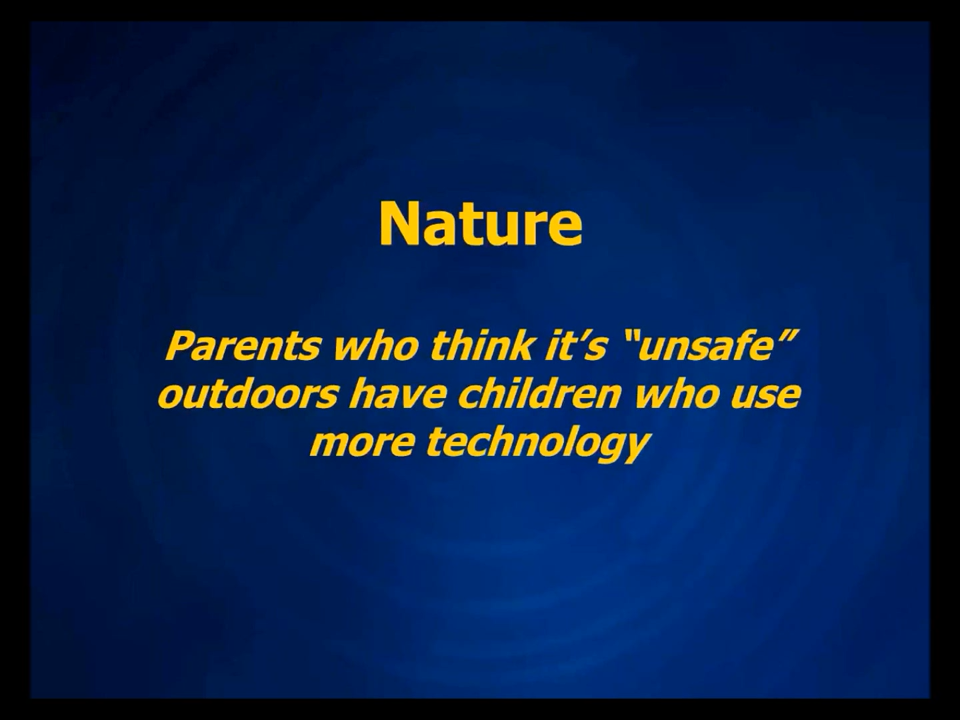 Nature
Parents who think it’s “unsafe”
outdoors have children who use
more technology